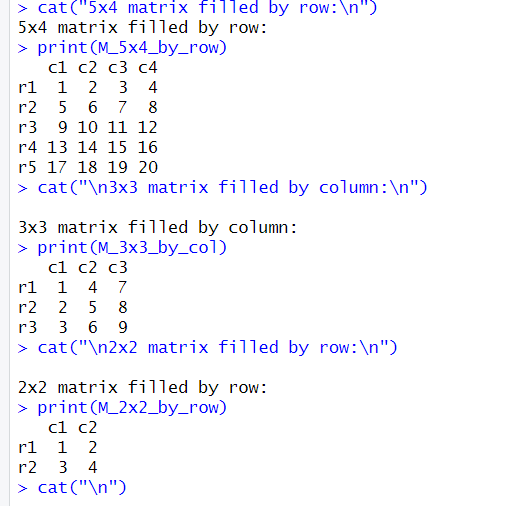 > cat("5x4 matrix filled by row:\n")
5x4 matrix filled by row:
> print(M_5x4_by_row)
   c1 c2 c3 c4
r1  1  2  3  4
r2  5  6  7  8
r3  9 10 11 12
r4 13 14 15 16
r5 17 18 19 20
> cat("\n3x3 matrix filled by column:\n")

3x3 matrix filled by column:
> print(M_3x3_by_col)
   c1 c2 c3
r1  1  4  7
r2  2  5  8
r3  3  6  9
> cat("\n2x2 matrix filled by row:\n")

2x2 matrix filled by row:
> print(M_2x2_by_row)
   c1 c2
r1  1  2
r2  3  4
> cat("\n")